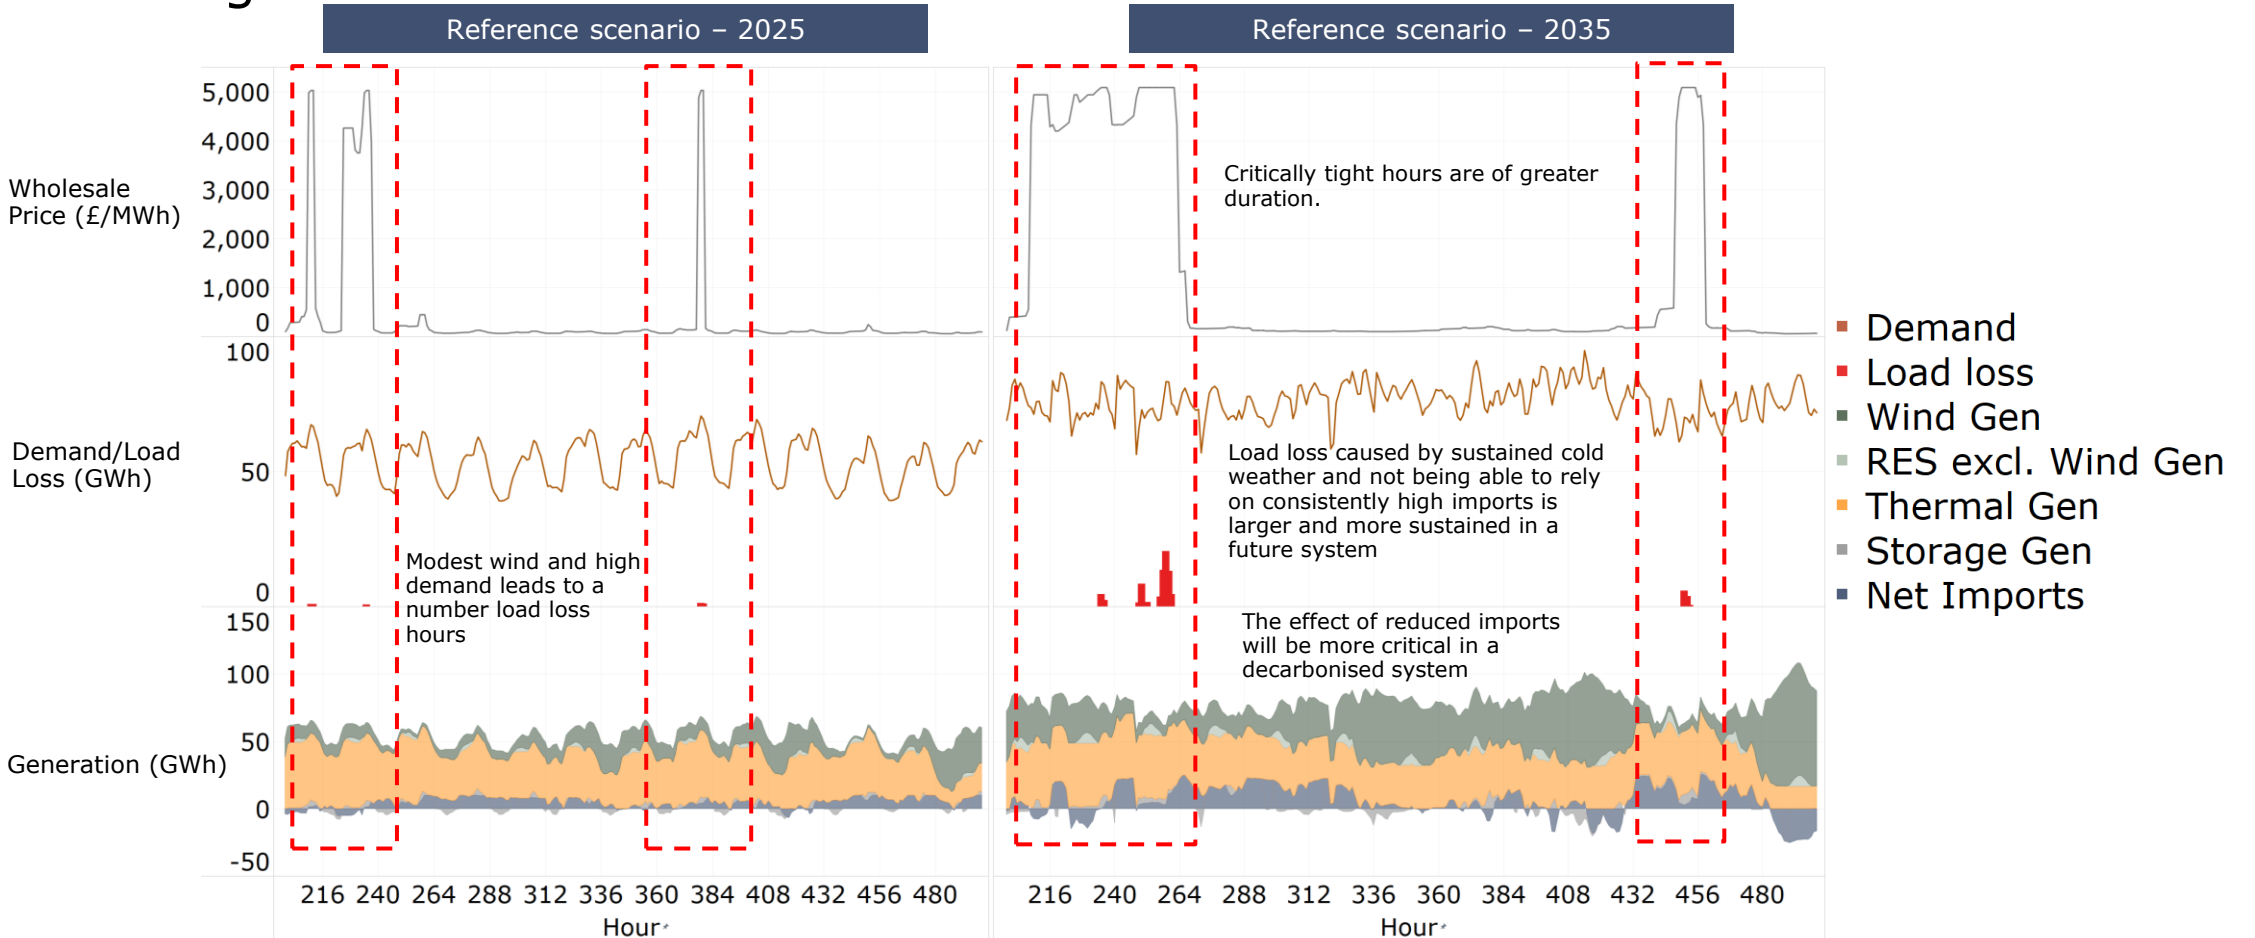 Reference scenario – 2025
Reference scenario – 2035
Wholesale
Price (£/MWh)
5,000
4,000
3,000
2,000
1,000
0
Critically tight hours are of greater
duration.
Demand/Load
Loss (GWh)
100
50
0
Modest wind and high
demand leads to a
number load loss
hours
Load loss caused by sustained cold
weather and not being able to rely
on consistently high imports is
larger and more sustained in a
future system
Generation (GWh)
150
100
50
0
-50
The effect of reduced imports
will be more critical in a
decarbonised system
216 240 264 288 312 336 360 384 408 432 456 480
Hour
216 240 264 288 312 336 360 384 408 432 456 480
Hour
Demand
Load loss
Wind Gen
RES excl. Wind Gen
Thermal Gen
Storage Gen
Net Imports